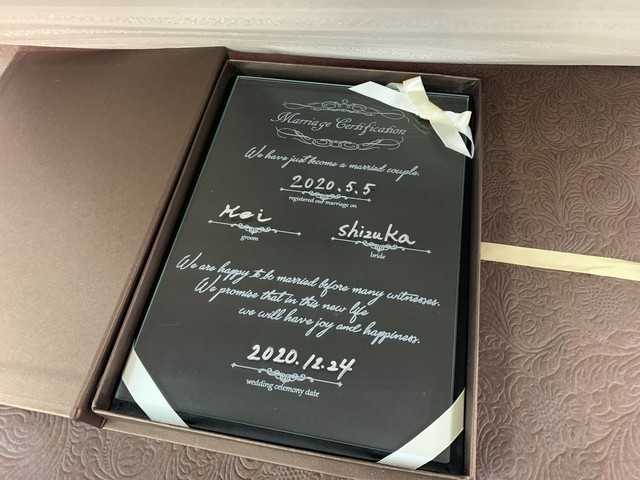 Marriage Certification
We have just become a married couple.
2020.5.5
registered our marriage on
Hei
groom
shizuka
bride
We are happy to be married before many witnesses.
We promise that in this new life
we will have joy and happiness.
2020.12.24
wedding celemony date